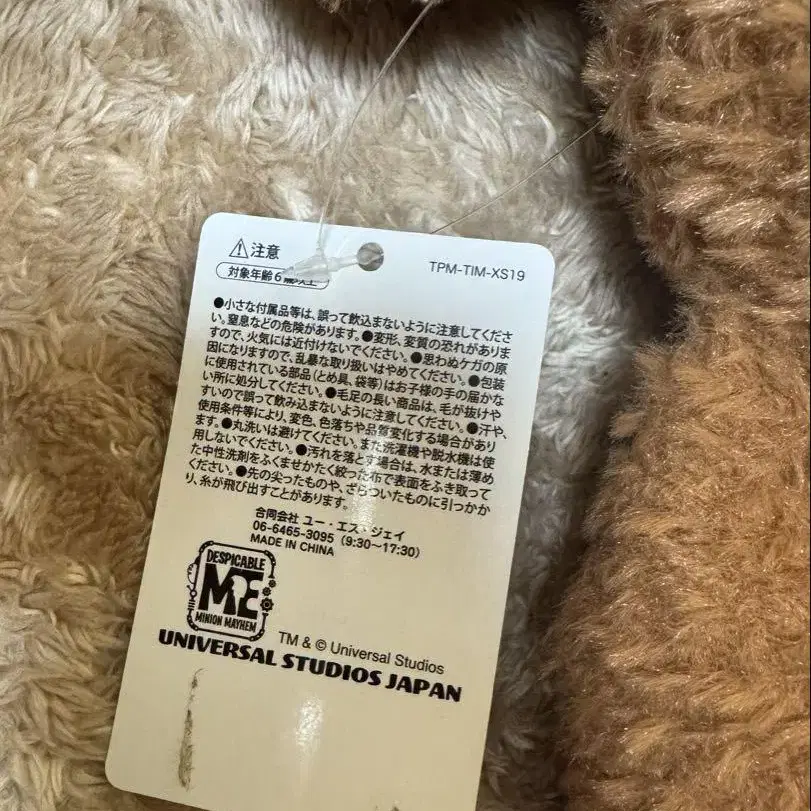 ⚠注意
TPM-TIM-XS19
対象年齢6歳以上
●小さな付属品等は、誤って飲込まないように注意してくださ
い。窒息などの危険があります。●変形、変質の恐れがありま
すので、火気には近付けないでください。●思わぬケガの原
因になりますので、乱暴な取り扱いはやめてください。●包装
に使用されている部品(とめ具、袋等)はお子様の手の届かな
い所に処分してください。●毛足の長い商品は、毛が抜けや
すいので誤って飲み込まないように注意してください。●汗や、
使用条件等により、変色、色落ちや品質変化する場合があり
ます。●丸洗いは避けてください。また洗濯機や脱水機は使
用しないでください。●汚れを落とす場合は、水または薄め
た中性洗剤をふくませかたく絞った布で表面をふき取って
ください。●先の尖ったものや、ざらついたものに引っかか
り、糸が飛び出すことがあります。
合同会社 ユー・エス・ジェイ
06-6465-3095 (9:30~17:30)
MADE IN CHINA
DESPICABLE
ME
MINION MAYHEM
TM & © Universal Studios
UNIVERSAL STUDIOS JAPAN